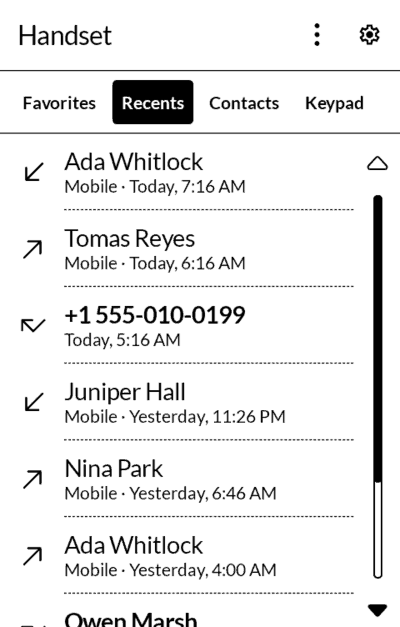 Handset
Favorites
Recents
Contacts
Keypad
Ada Whitlock
Mobile · Today, 7:16 AM
Tomas Reyes
Mobile · Today, 6:16 AM
+1 555-010-0199
Today, 5:16 AM
Juniper Hall
Mobile · Yesterday, 11:26 PM
Nina Park
Mobile · Yesterday, 6:46 AM
Ada Whitlock
Mobile · Yesterday, 4:00 AM
Owen Marsh